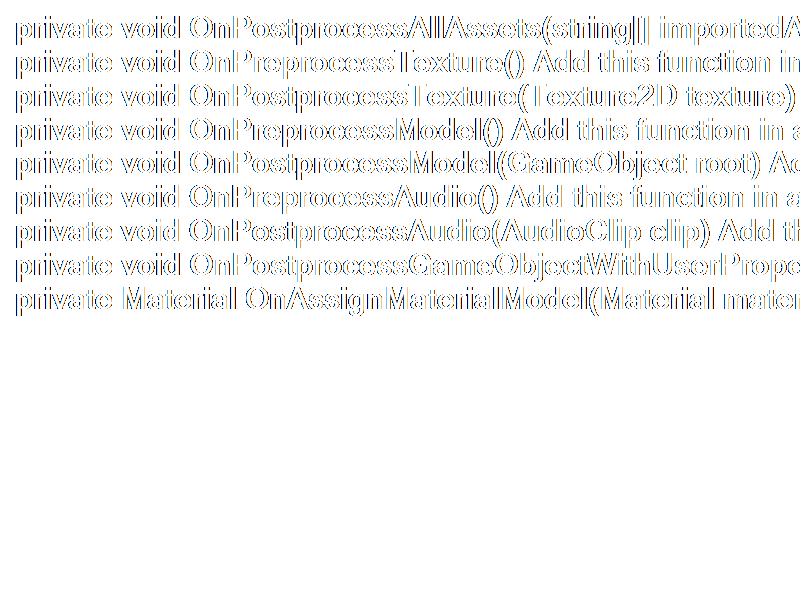 private void OnPostprocessAllAssets(string[] importedA
private void OnPreprocessTexture() Add this function in
private void OnPostprocessTexture(Texture2D texture)
private void OnPreprocessModel() Add this function in a
private void OnPostprocessModel(GameObject root) Ad
private void OnPreprocessAudio() Add this function in a
private void OnPostprocessAudio(AudioClip clip) Add th
private void OnPostprocessGameObjectWithUserPrope
private Material OnAssignMaterialModel(Material mater